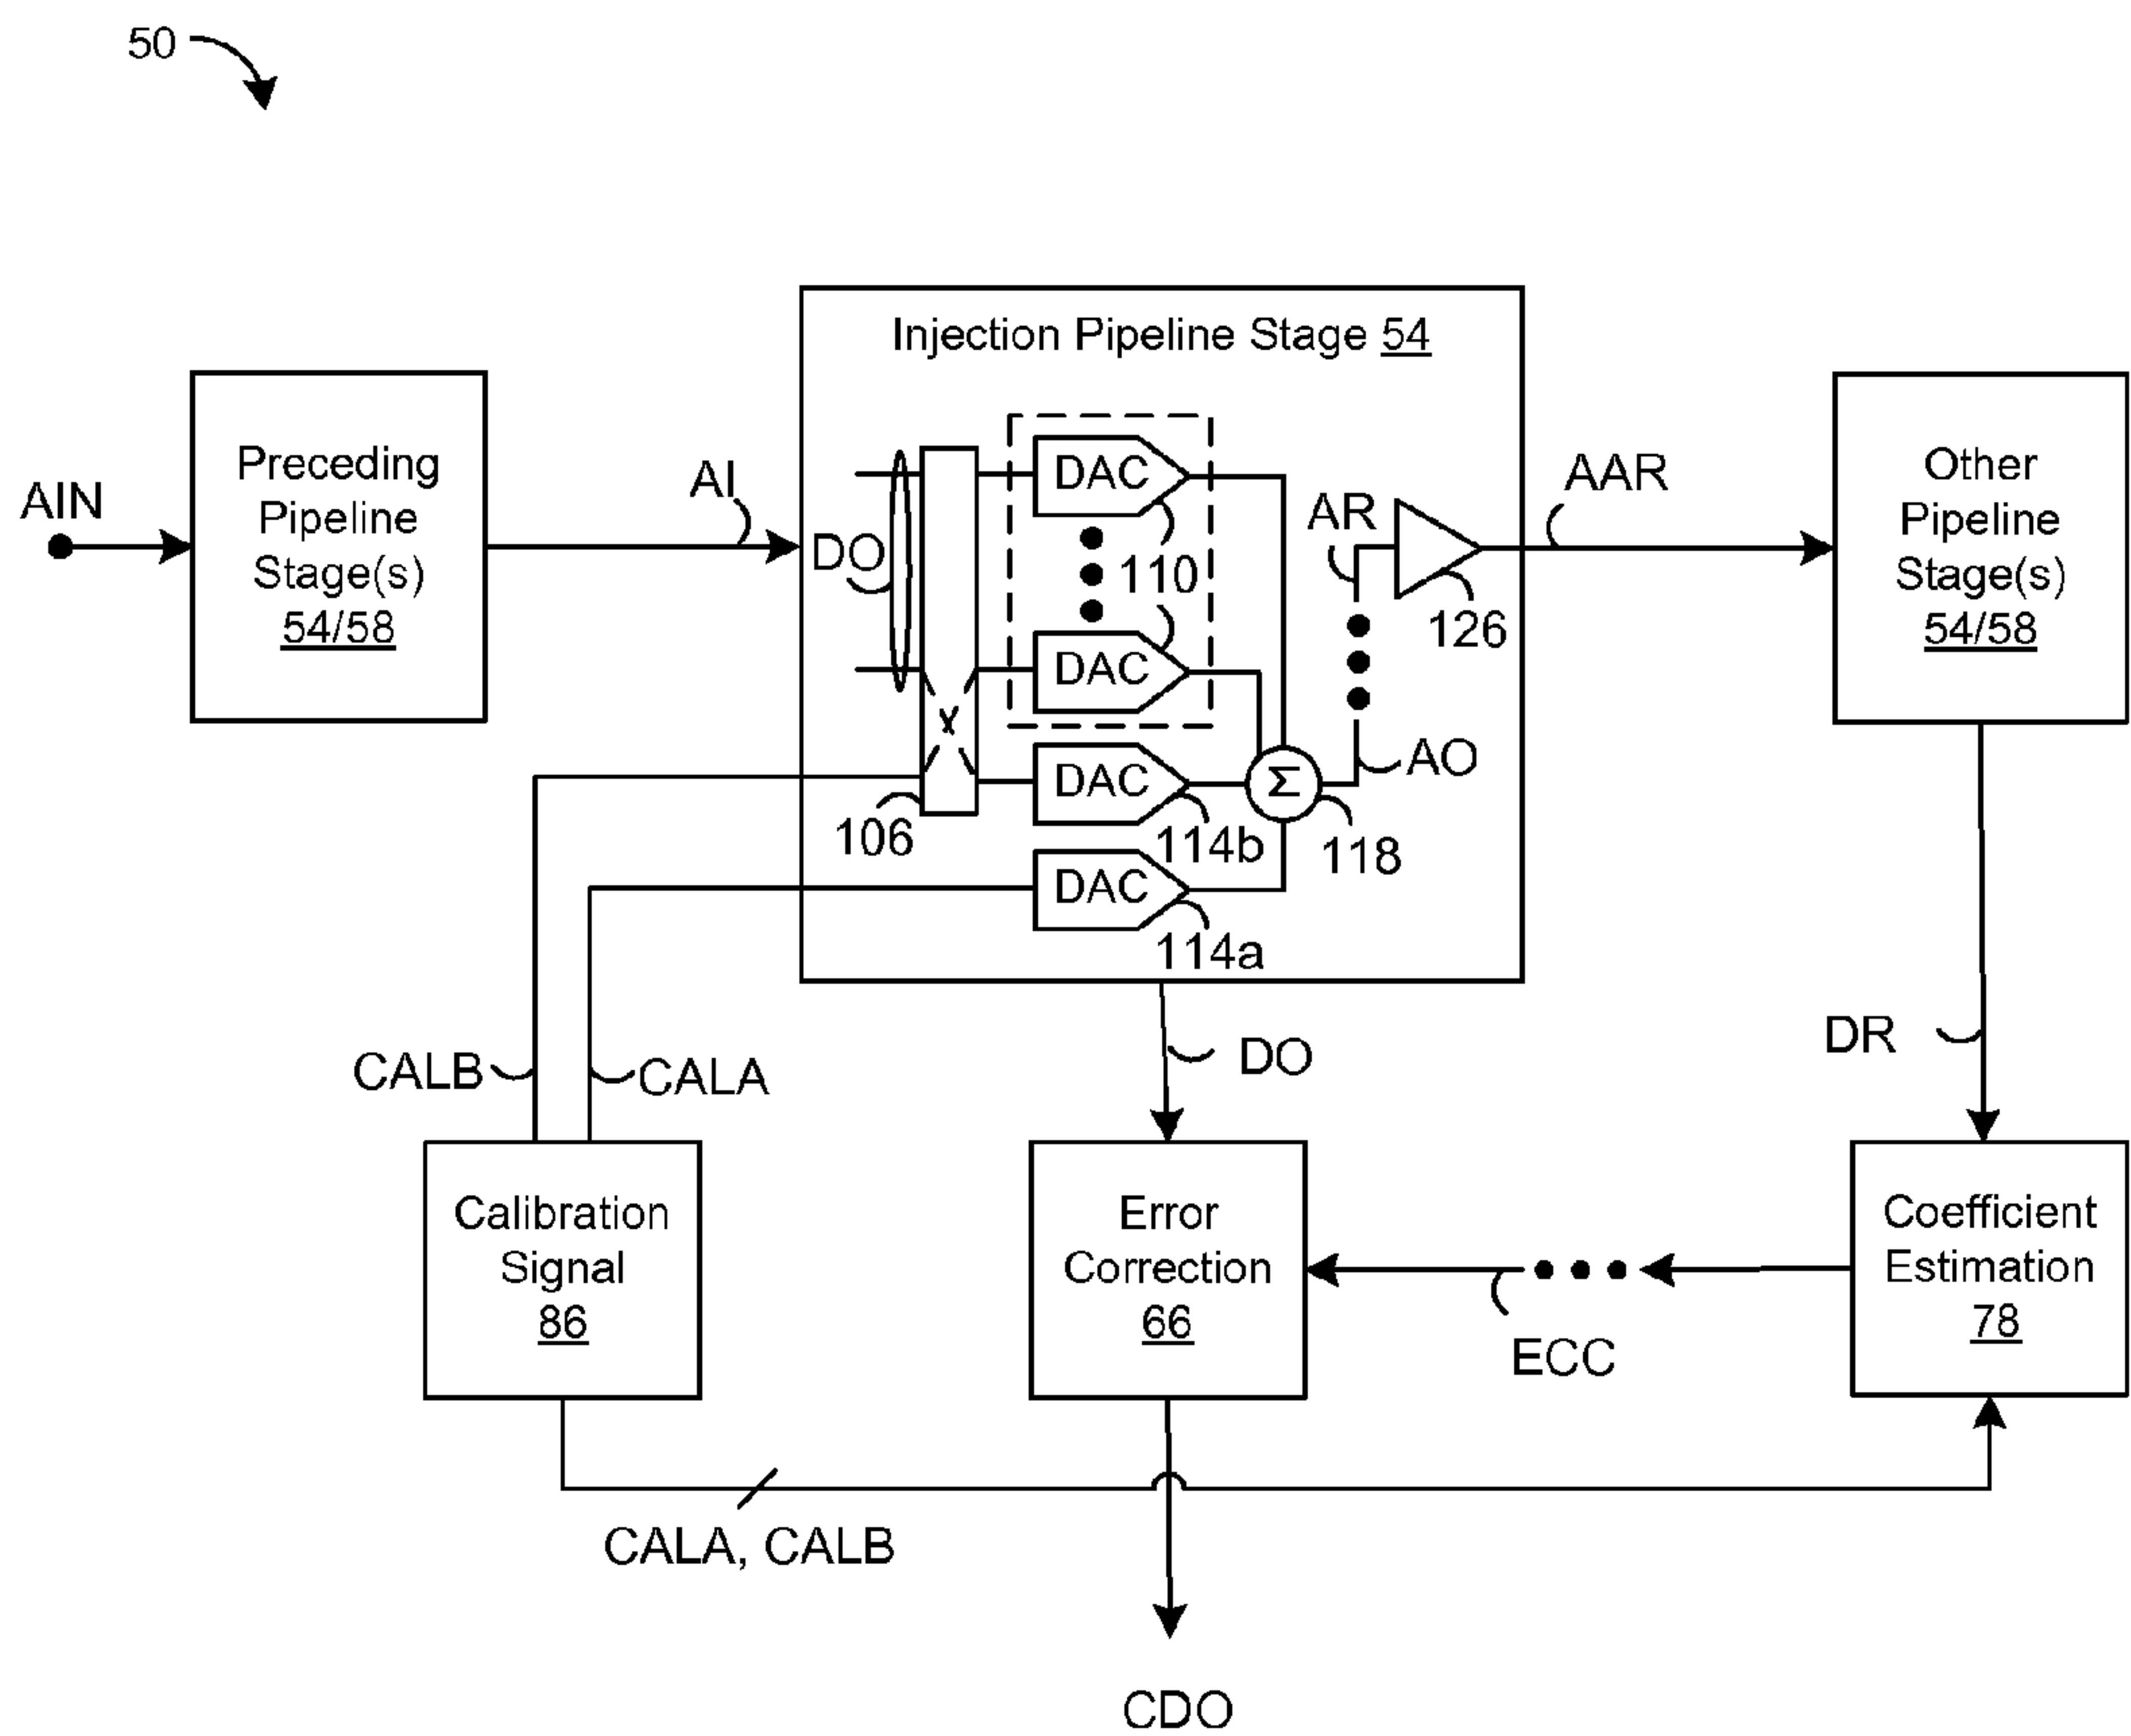 50
Injection Pipeline Stage 54
Preceding
Pipeline
Stage(s)
54/58
AIN
AI
DO
DAC
110
DAC
DAC
DAC
106
114b
114a
Σ
118
AR
AO
126
AAR
Other
Pipeline
Stage(s)
54/58
CALB
CALA
DO
DR
Calibration
Signal
86
Error
Correction
66
ECC
Coefficient
Estimation
78
CALA, CALB
CDO